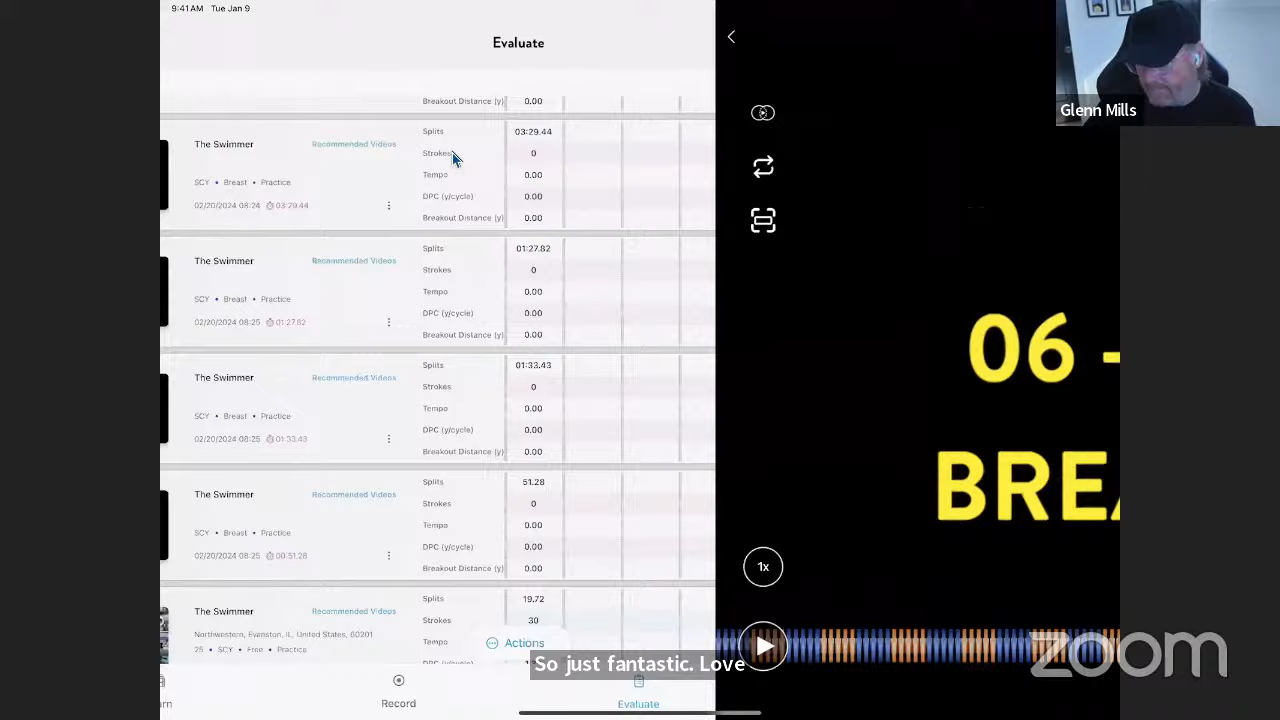 9:41 AM Tue Jan 9
Evaluate
Breakout Distance (y) 0.00
The Swimmer
Recommended Videos
SCY • Breast • Practice
02/20/2024 08:24 03:29.44
Splits 03:29.44
Strokes 0
Tempo 0.00
DPC (y/cycle) 0.00
Breakout Distance (y) 0.00
The Swimmer
Recommended Videos
SCY • Breast • Practice
02/20/2024 08:25 01:27.82
Splits 01:27.82
Strokes 0
Tempo 0.00
DPC (y/cycle) 0.00
Breakout Distance (y) 0.00
The Swimmer
Recommended Videos
SCY • Breast • Practice
02/20/2024 08:25 01:33.43
Splits 01:33.43
Strokes 0
Tempo 0.00
DPC (y/cycle) 0.00
Breakout Distance (y) 0.00
The Swimmer
Recommended Videos
SCY • Breast • Practice
02/20/2024 08:25 00:51.28
Splits 51.28
Strokes 0
Tempo 0.00
DPC (y/cycle) 0.00
Breakout Distance (y) 0.00
The Swimmer
Recommended Videos
Northwestern, Evanston, IL, United States, 60201
25 • SCY • Free • Practice
Splits 19.72
Strokes 30
Tempo
Actions
So just fantastic. Love
Record
Evaluate
06 -
BREA
1x
Glenn Mills
zoom